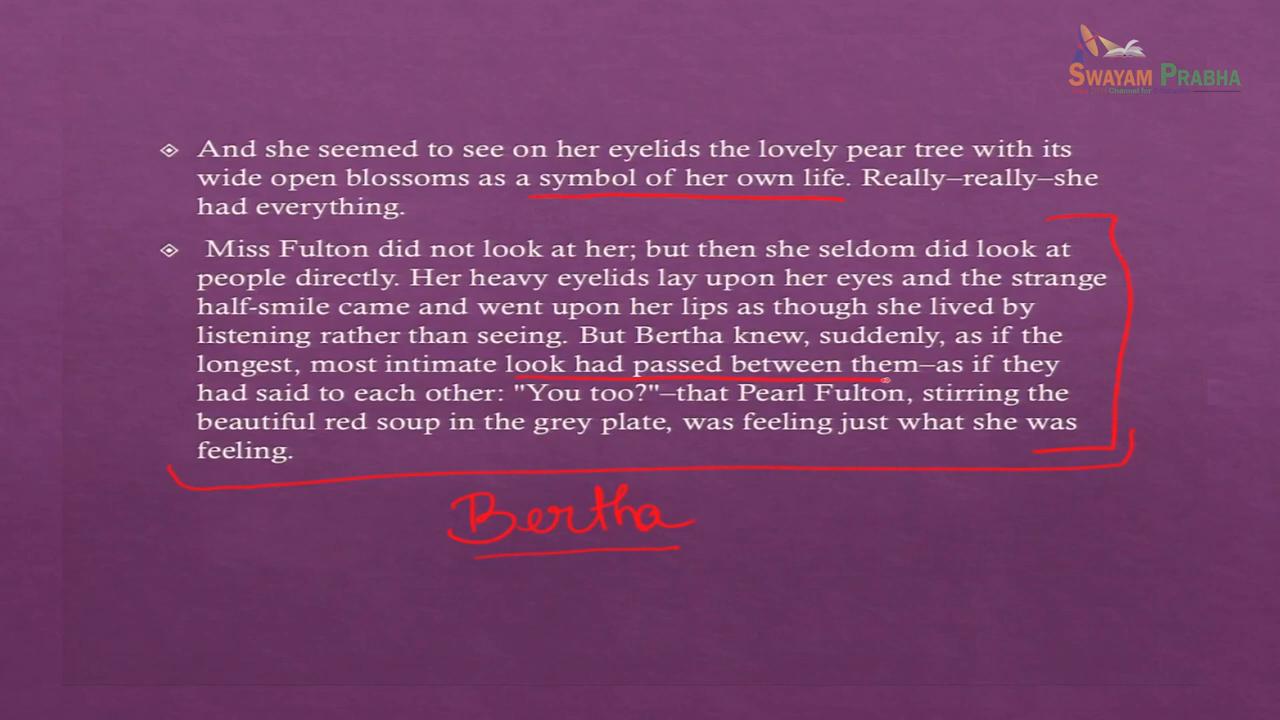 SWAYAM PRABHA
And she seemed to see on her eyelids the lovely pear tree with its
wide open blossoms as a symbol of her own life. Really—really—she
had everything.
Miss Fulton did not look at her; but then she seldom did look at
people directly. Her heavy eyelids lay upon her eyes and the strange
half-smile came and went upon her lips as though she lived by
listening rather than seeing. But Bertha knew, suddenly, as if the
longest, most intimate look had passed between them—as if they
had said to each other: "You too?"—that Pearl Fulton, stirring the
beautiful red soup in the grey plate, was feeling just what she was
feeling.
Bertha